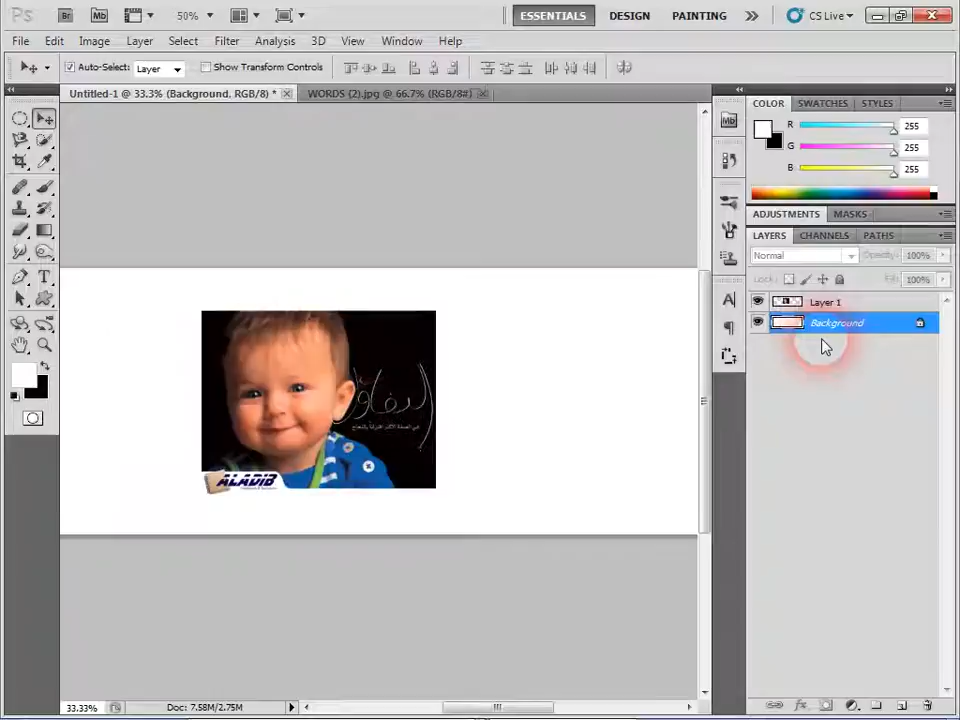 Ps
Br
Mb
50%
ESSENTIALS
DESIGN
PAINTING
CS Live
File Edit Image Layer Select Filter Analysis 3D View Window Help
Auto-Select: Layer Show Transform Controls
Untitled-1 @ 33.3% (Background, RGB/8) *
WORDS (2).jpg @ 66.7% (RGB/8#)
COLOR SWATCHES STYLES
R 255
G 255
B 255
ADJUSTMENTS MASKS
LAYERS CHANNELS PATHS
Normal Opacity: 100%
Lock: Fill: 100%
Layer 1
Background
ALADIB
33.33% Doc: 7.58M/2.75M